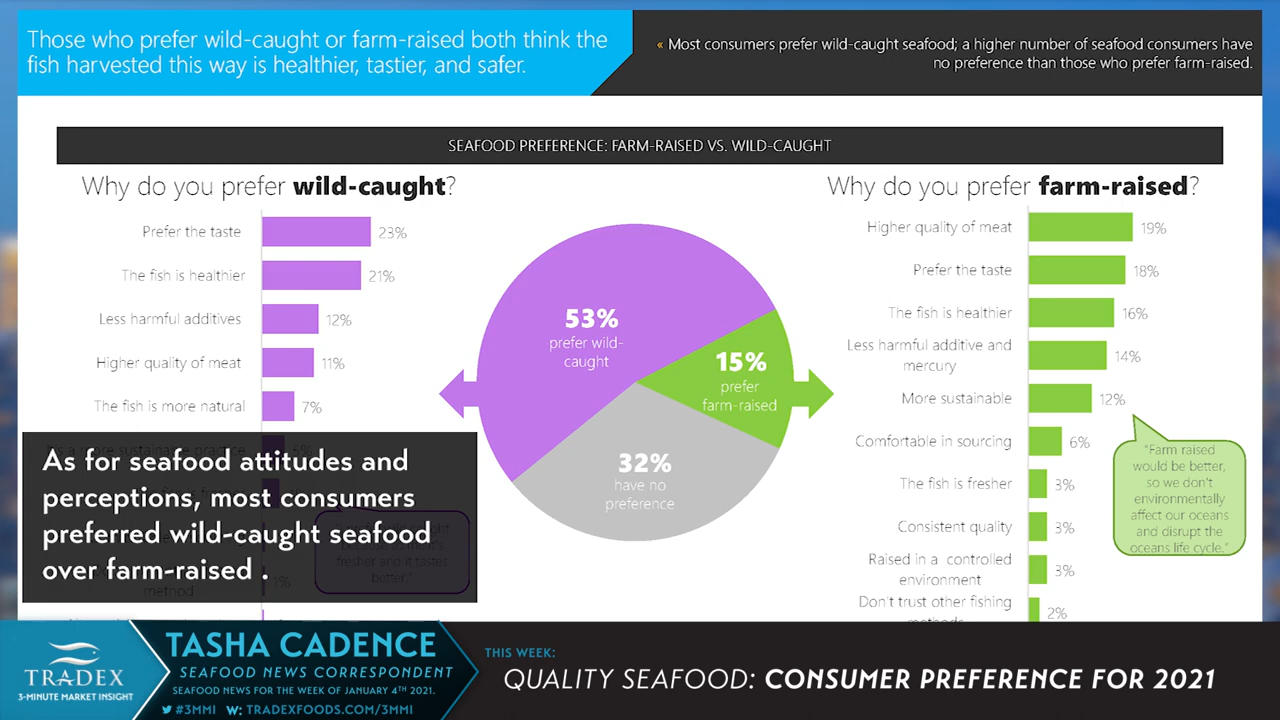 Those who prefer wild-caught or farm-raised both think the
fish harvested this way is healthier, tastier, and safer.
« Most consumers prefer wild-caught seafood; a higher number of seafood consumers have
no preference than those who prefer farm-raised.
SEAFOOD PREFERENCE: FARM-RAISED VS. WILD-CAUGHT
Why do you prefer wild-caught?
Prefer the taste 23%
The fish is healthier 21%
Less harmful additives 12%
Higher quality of meat 11%
The fish is more natural 7%
As for seafood attitudes and
perceptions, most consumers
preferred wild-caught seafood
over farm-raised .
53%
prefer wild-
caught
15%
prefer
farm-raised
32%
have no
preference
Why do you prefer farm-raised?
Higher quality of meat 19%
Prefer the taste 18%
The fish is healthier 16%
Less harmful additive and
mercury 14%
More sustainable 12%
Comfortable in sourcing 6%
The fish is fresher 3%
Consistent quality 3%
Raised in a controlled
environment 3%
Don't trust other fishing
methods 2%
"Farm raised
would be better,
so we don't
environmentally
affect our oceans
and disrupt the
oceans life cycle."
TRADEX
3-MINUTE MARKET INSIGHT
TASHA CADENCE
SEAFOOD NEWS CORRESPONDENT
SEAFOOD NEWS FOR THE WEEK OF JANUARY 4TH 2021.
#3MMI W: TRADEXFOODS.COM/3MMI
THIS WEEK:
QUALITY SEAFOOD: CONSUMER PREFERENCE FOR 2021